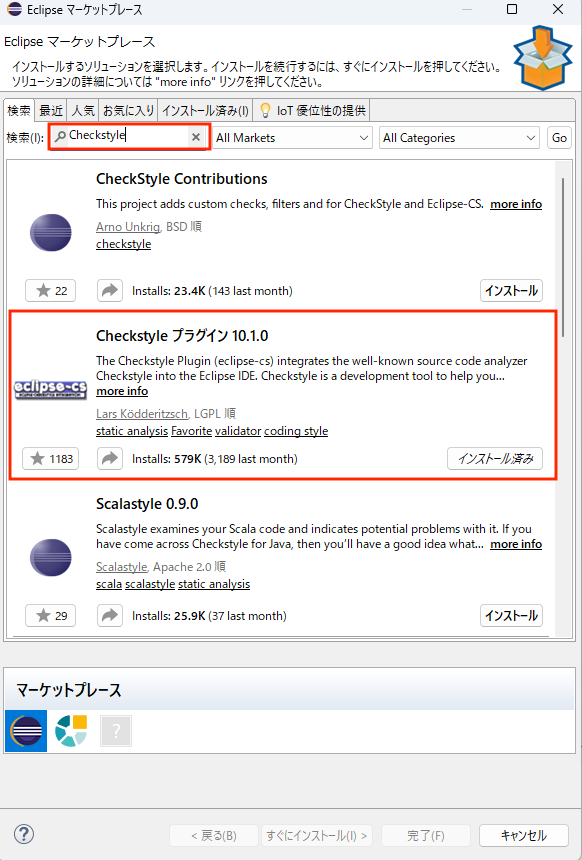 Eclipse マーケットプレース
Eclipse マーケットプレース
インストールするソリューションを選択します。インストールを続行するには、すぐにインストールを押してください。
ソリューションの詳細については "more info" リンクを押してください。
検索 最近 人気 お気に入り インストール済み(I) IoT 優位性の提供
検索(I): Checkstyle All Markets All Categories Go
CheckStyle Contributions
This project adds custom checks, filters and for CheckStyle and Eclipse-CS. more info
Arno Unkrig, BSD 順
checkstyle
22 Installs: 23.4K (143 last month) インストール
Checkstyle プラグイン 10.1.0
The Checkstyle Plugin (eclipse-cs) integrates the well-known source code analyzer
Checkstyle into the Eclipse IDE. Checkstyle is a development tool to help you...
more info
eclipse-cs
Lars Ködderitzsch, LGPL 順
static analysis Favorite validator coding style
1183 Installs: 579K (3,189 last month) インストール済み
Scalastyle 0.9.0
Scalastyle examines your Scala code and indicates potential problems with it. If you
have come across Checkstyle for Java, then you'll have a good idea what... more info
Scalastyle, Apache 2.0 順
scala scalastyle static analysis
29 Installs: 25.9K (37 last month) インストール
マーケットプレース
?
? < 戻る(B) すぐにインストール(I) > 完了(F) キャンセル